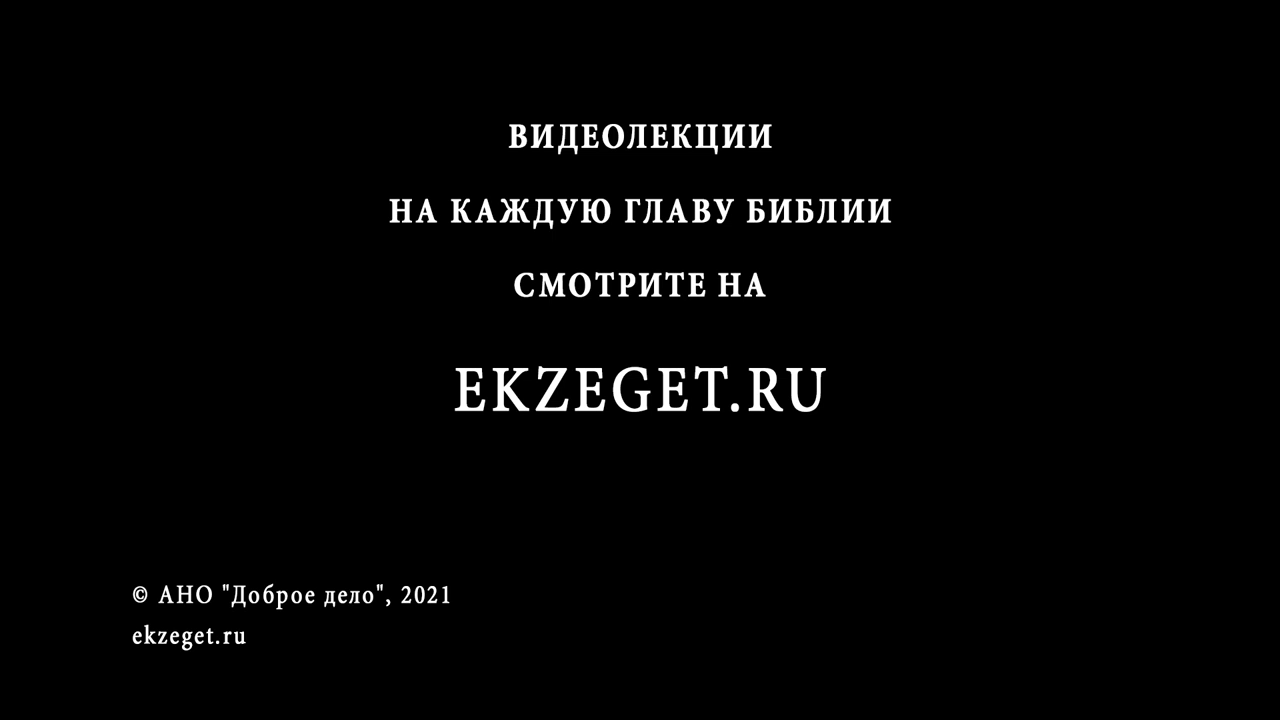 ВИДЕОЛЕКЦИИ
НА КАЖДУЮ ГЛАВУ БИБЛИИ
СМОТРИТЕ НА
EKZEGET.RU
© АНО "Доброе дело", 2021
ekzeget.ru